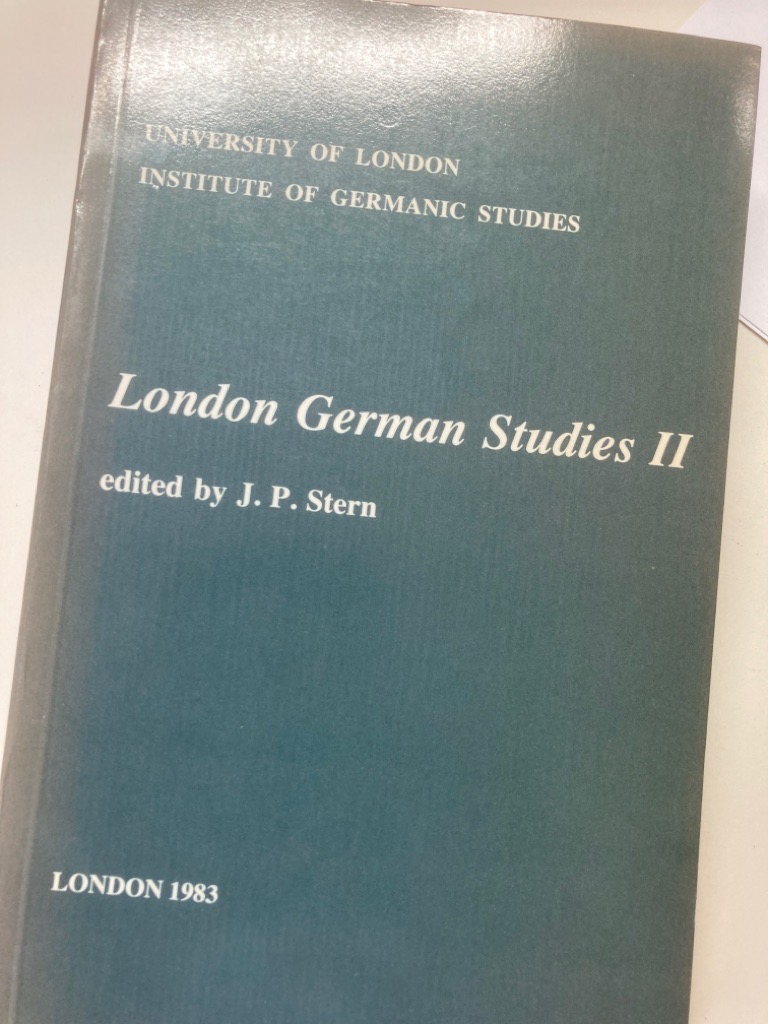 UNIVERSITY OF LONDON
INSTITUTE OF GERMANIC STUDIES
London German Studies II
edited by J. P. Stern
LONDON 1983